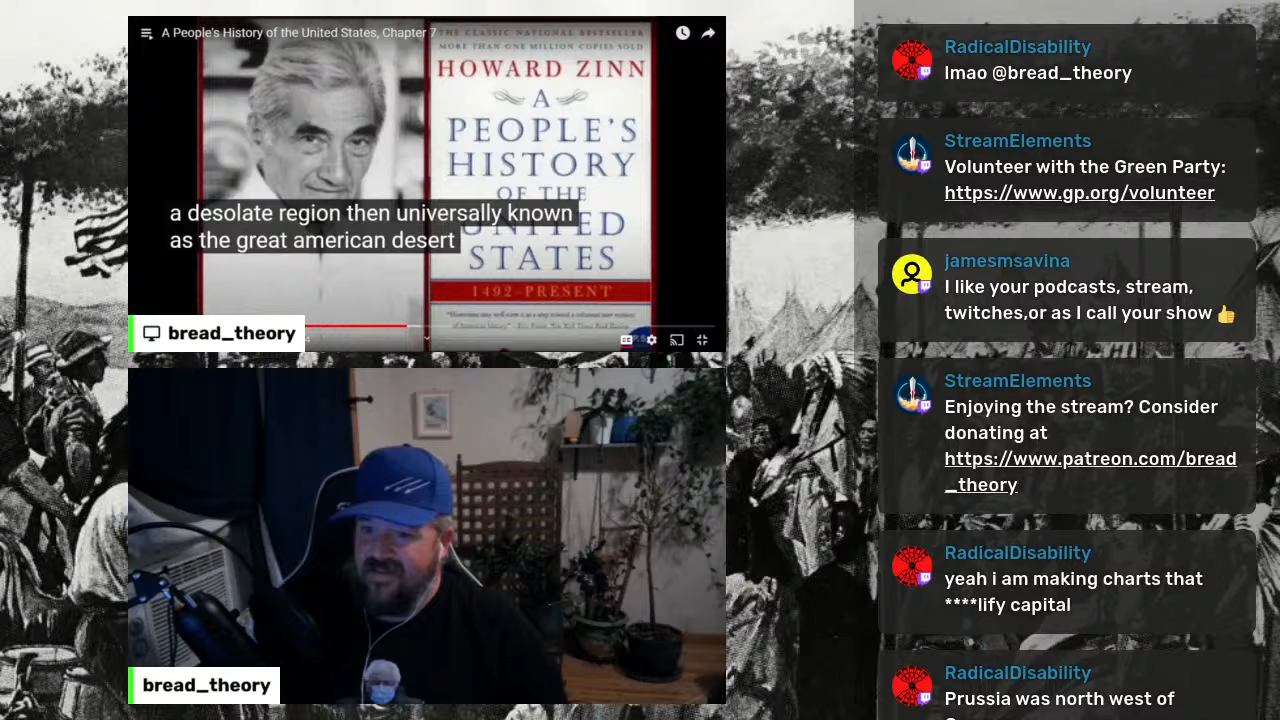 A People's History of the United States, Chapter 7
THE CLASSIC NATIONAL BESTSELLER
MORE THAN ONE MILLION COPIES SOLD
HOWARD ZINN
A
PEOPLE'S
HISTORY
OF THE
UNITED
STATES
1492–PRESENT
a desolate region then universally known
as the great american desert
bread_theory
CC
bread_theory
RadicalDisability
lmao @bread_theory
StreamElements
Volunteer with the Green Party:
https://www.gp.org/volunteer
jamesmsavina
I like your podcasts, stream,
twitches,or as I call your show 👍
StreamElements
Enjoying the stream? Consider
donating at
https://www.patreon.com/bread
_theory
RadicalDisability
yeah i am making charts that
****lify capital
RadicalDisability
Prussia was north west of